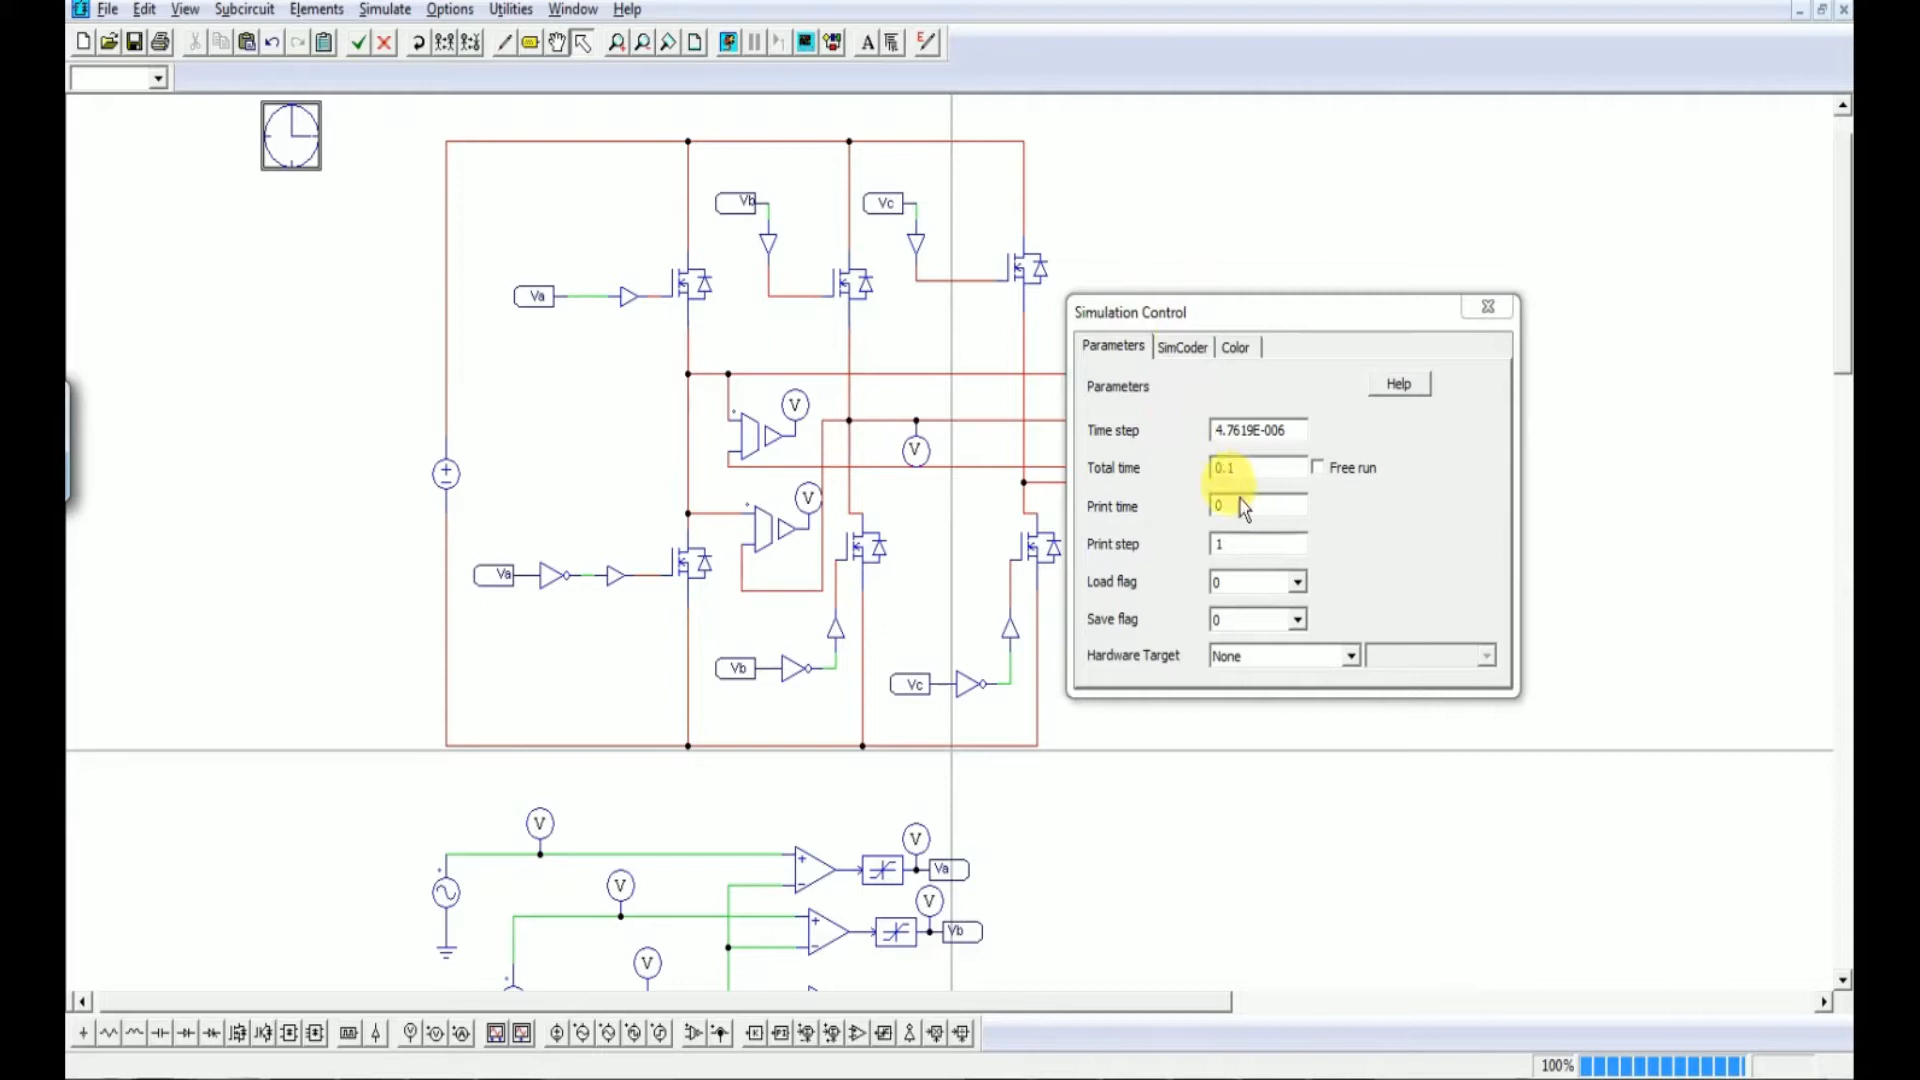 File Edit View Subcircuit Elements Simulate Options Utilities Window Help
A
Vb
Vc
Va
V
V
V
Va
Vb
Vc
Simulation Control
Parameters SimCoder Color
Parameters
Help
Time step 4.7619E-006
Total time 0.1 Free run
Print time 0
Print step 1
Load flag 0
Save flag 0
Hardware Target None
V
V
Va
V
V
Vb
V
100%